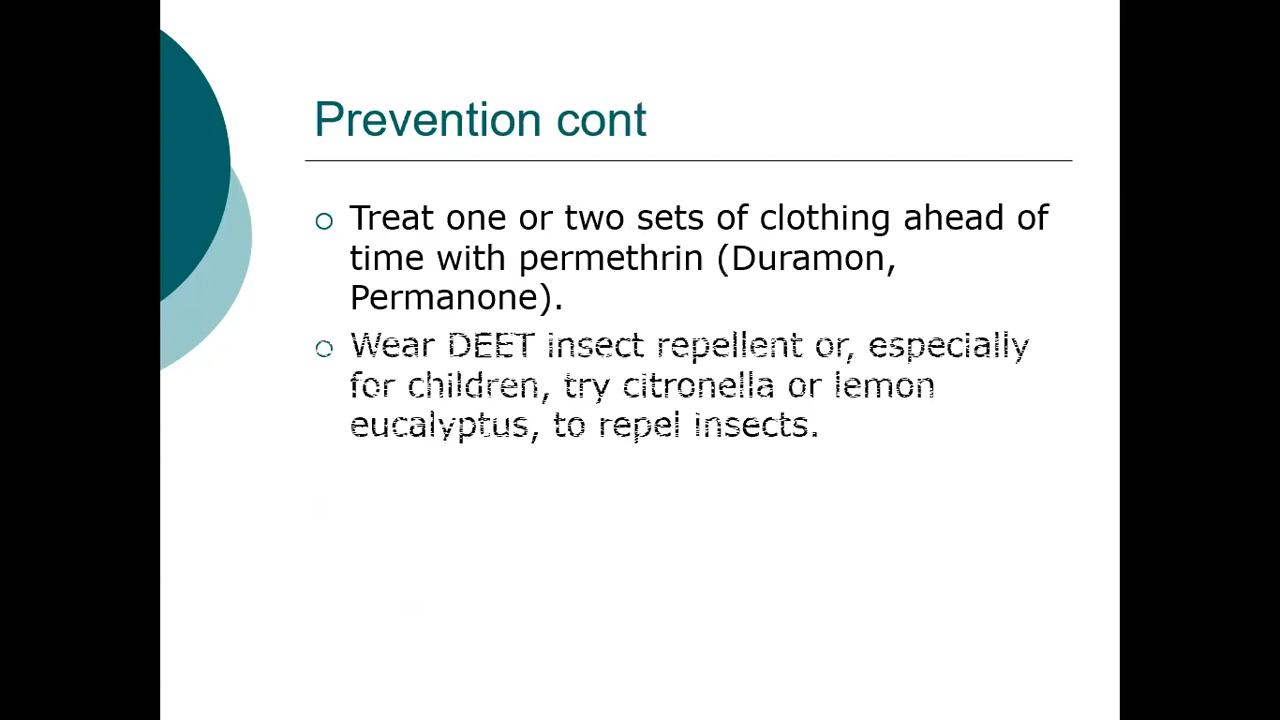 Prevention cont
Treat one or two sets of clothing ahead of
time with permethrin (Duramon,
Permanone).
Wear DEET insect repellent or, especially
for children, try citronella or lemon
eucalyptus, to repel insects.